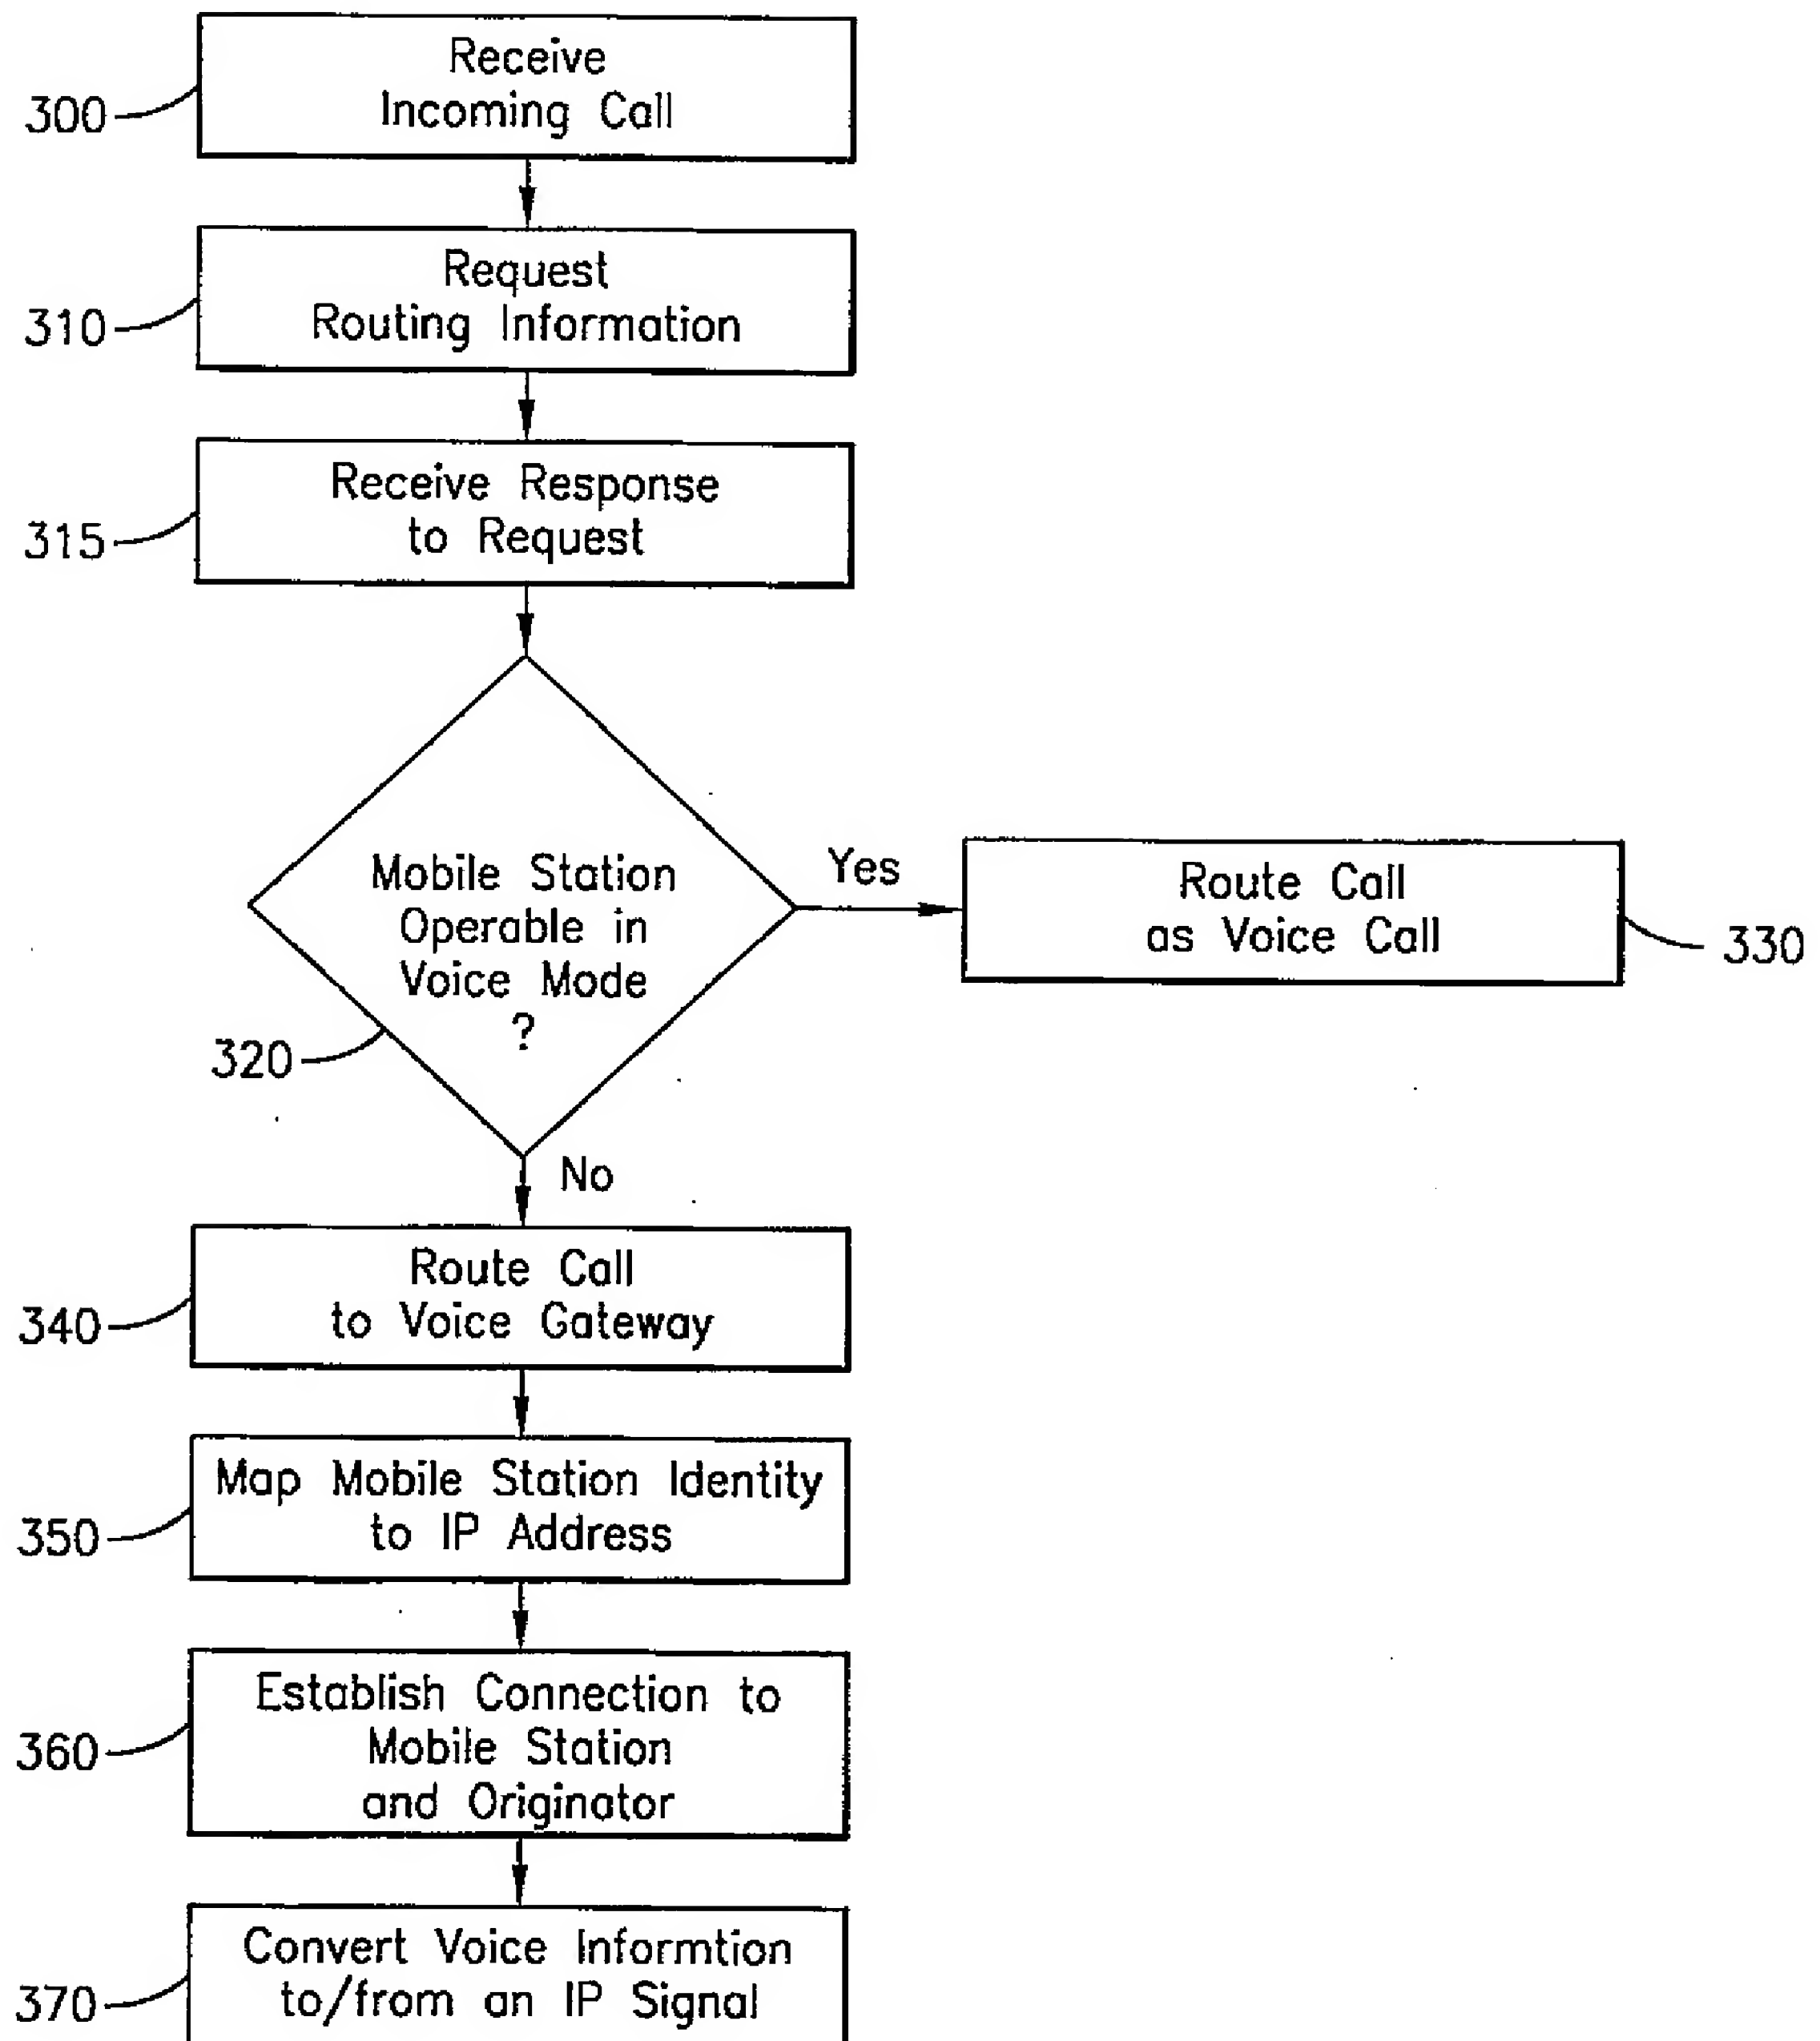 Receive
Incoming Call
300
Request
Routing Information
310
Receive Response
to Request
315
Mobile Station
Operable in
Voice Mode
?
320
Yes
Route Call
as Voice Call
330
No
Route Call
to Voice Gateway
340
Map Mobile Station Identity
to IP Address
350
Establish Connection to
Mobile Station
and Originator
360
Convert Voice Informtion
to/from an IP Signal
370